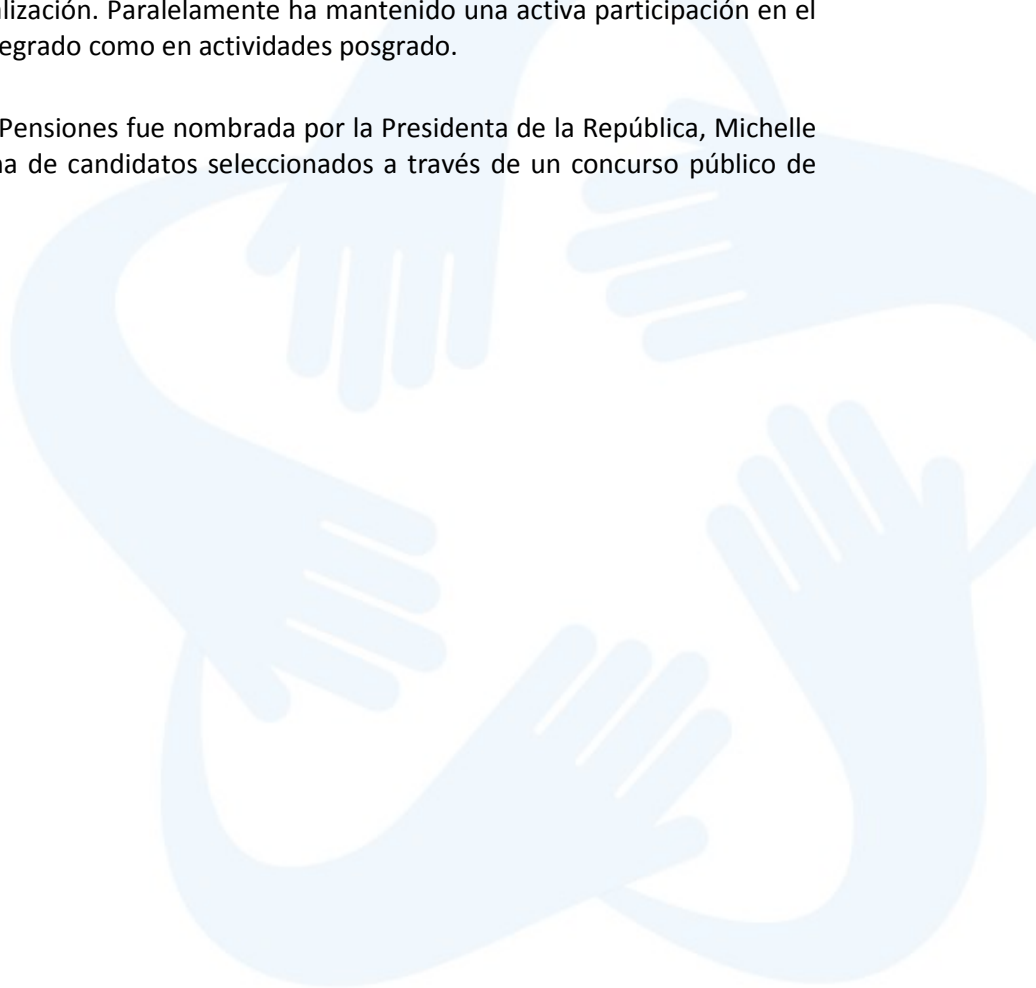 lización. Paralelamente ha mantenido una activa participación en el
egrado como en actividades posgrado.
Pensiones fue nombrada por la Presidenta de la República, Michelle
na de candidatos seleccionados a través de un concurso público de